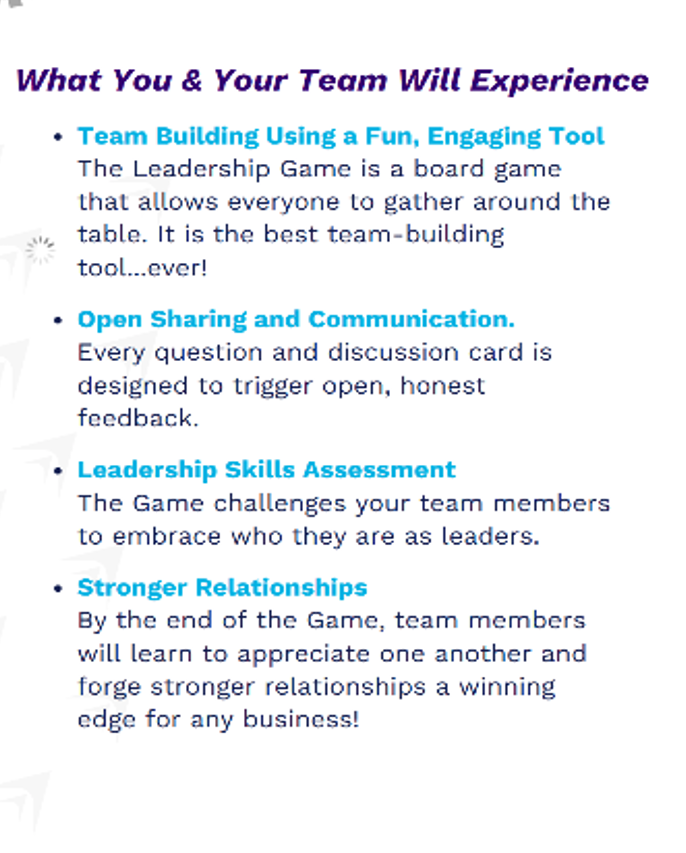 What You & Your Team Will Experience
• Team Building Using a Fun, Engaging Tool
The Leadership Game is a board game
that allows everyone to gather around the
table. It is the best team-building
tool...ever!
• Open Sharing and Communication.
Every question and discussion card is
designed to trigger open, honest
feedback.
• Leadership Skills Assessment
The Game challenges your team members
to embrace who they are as leaders.
• Stronger Relationships
By the end of the Game, team members
will learn to appreciate one another and
forge stronger relationships a winning
edge for any business!